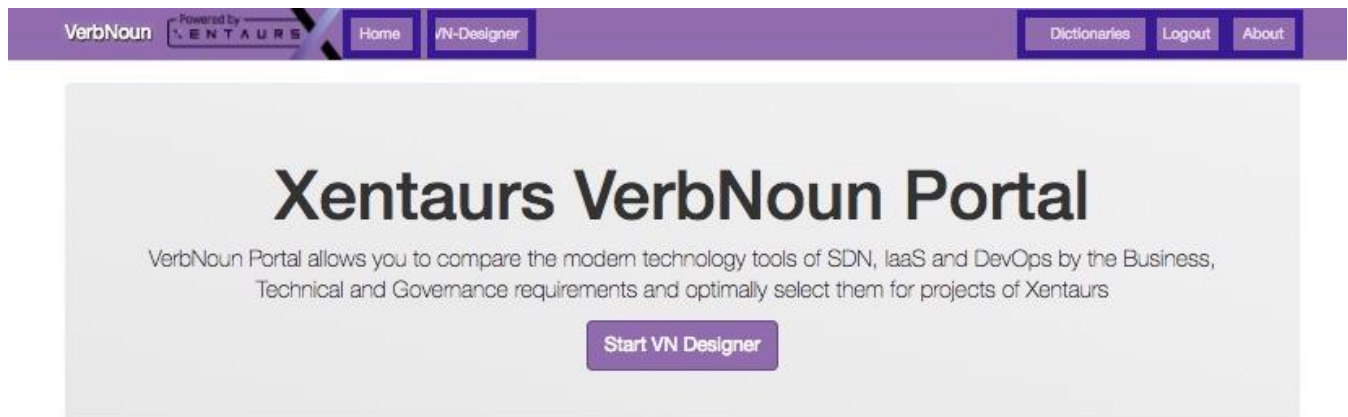 VerbNoun Powered by XENTAURS Home VN-Designer Dictionaries Logout About
Xentaurs VerbNoun Portal
VerbNoun Portal allows you to compare the modern technology tools of SDN, IaaS and DevOps by the Business,
Technical and Governance requirements and optimally select them for projects of Xentaurs
Start VN Designer